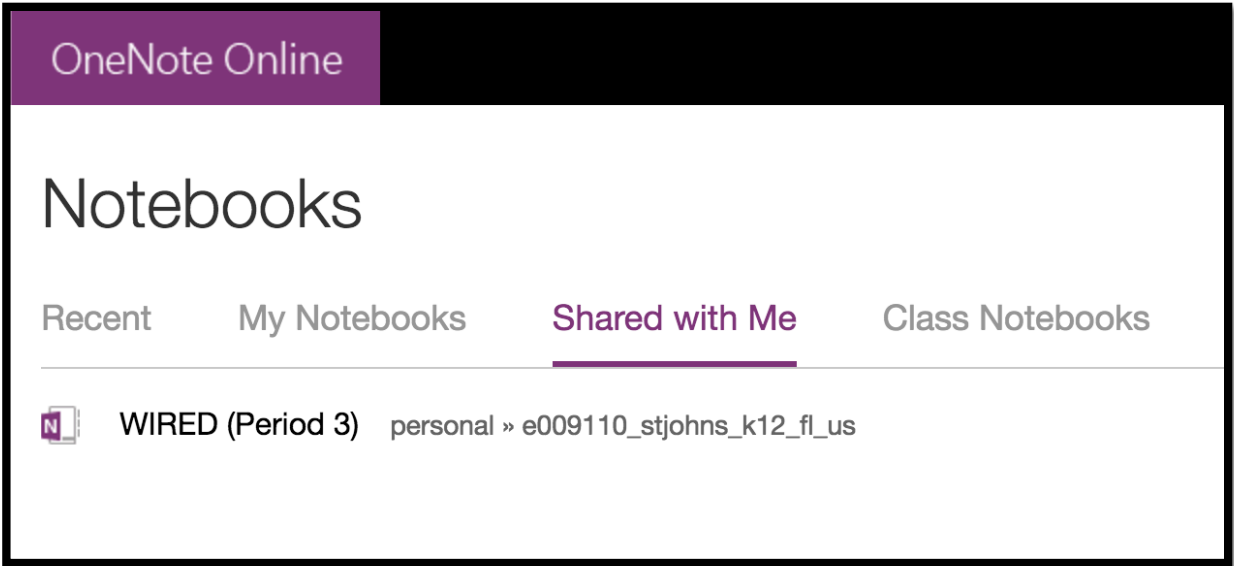 OneNote Online
Notebooks
Recent My Notebooks Shared with Me Class Notebooks
N WIRED (Period 3) personal » e009110_stjohns_k12_fl_us